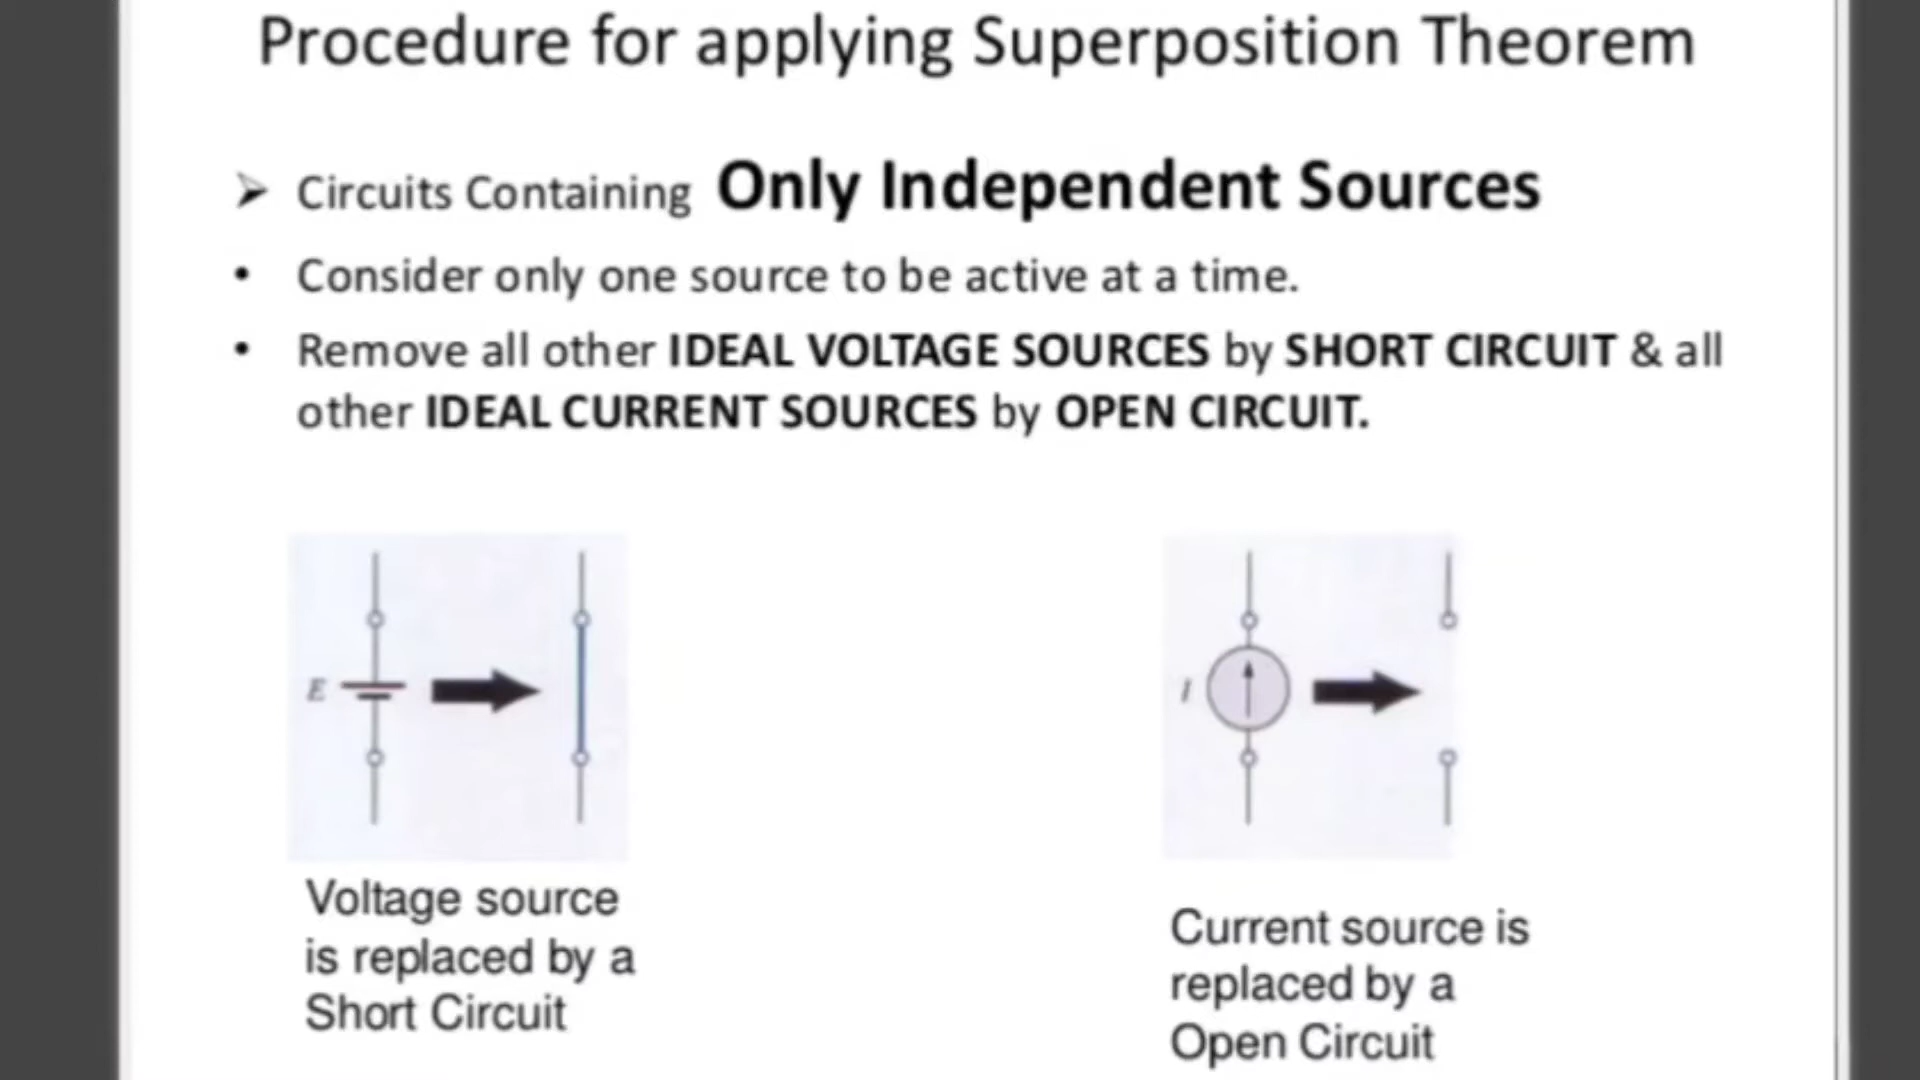 Procedure for applying Superposition Theorem
➢ Circuits Containing Only Independent Sources
• Consider only one source to be active at a time.
• Remove all other IDEAL VOLTAGE SOURCES by SHORT CIRCUIT & all
other IDEAL CURRENT SOURCES by OPEN CIRCUIT.
E
I
Voltage source
is replaced by a
Short Circuit
Current source is
replaced by a
Open Circuit